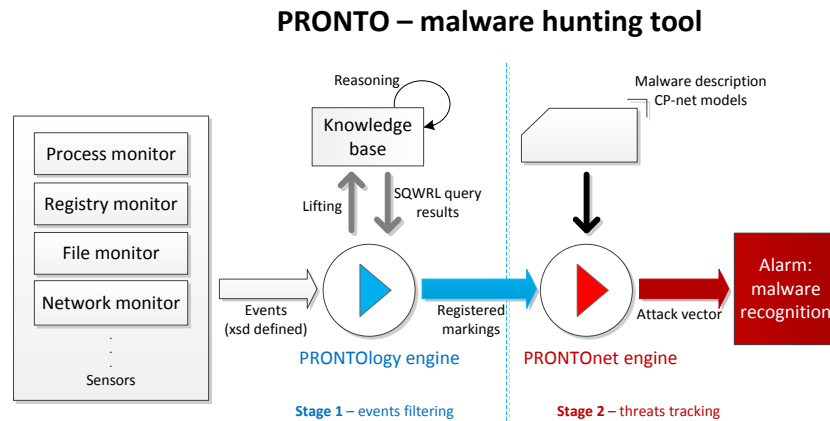 PRONTO – malware hunting tool
Process monitor
Registry monitor
File monitor
Network monitor
.
.
.
Sensors
Events
(xsd defined)
Reasoning
Knowledge
base
Lifting
SQWRL query
results
PRONTOlogy engine
Registered
markings
Stage 1 – events filtering
Malware description
CP-net models
PRONTOnet engine
Attack vector
Alarm:
malware
recognition
Stage 2 – threats tracking